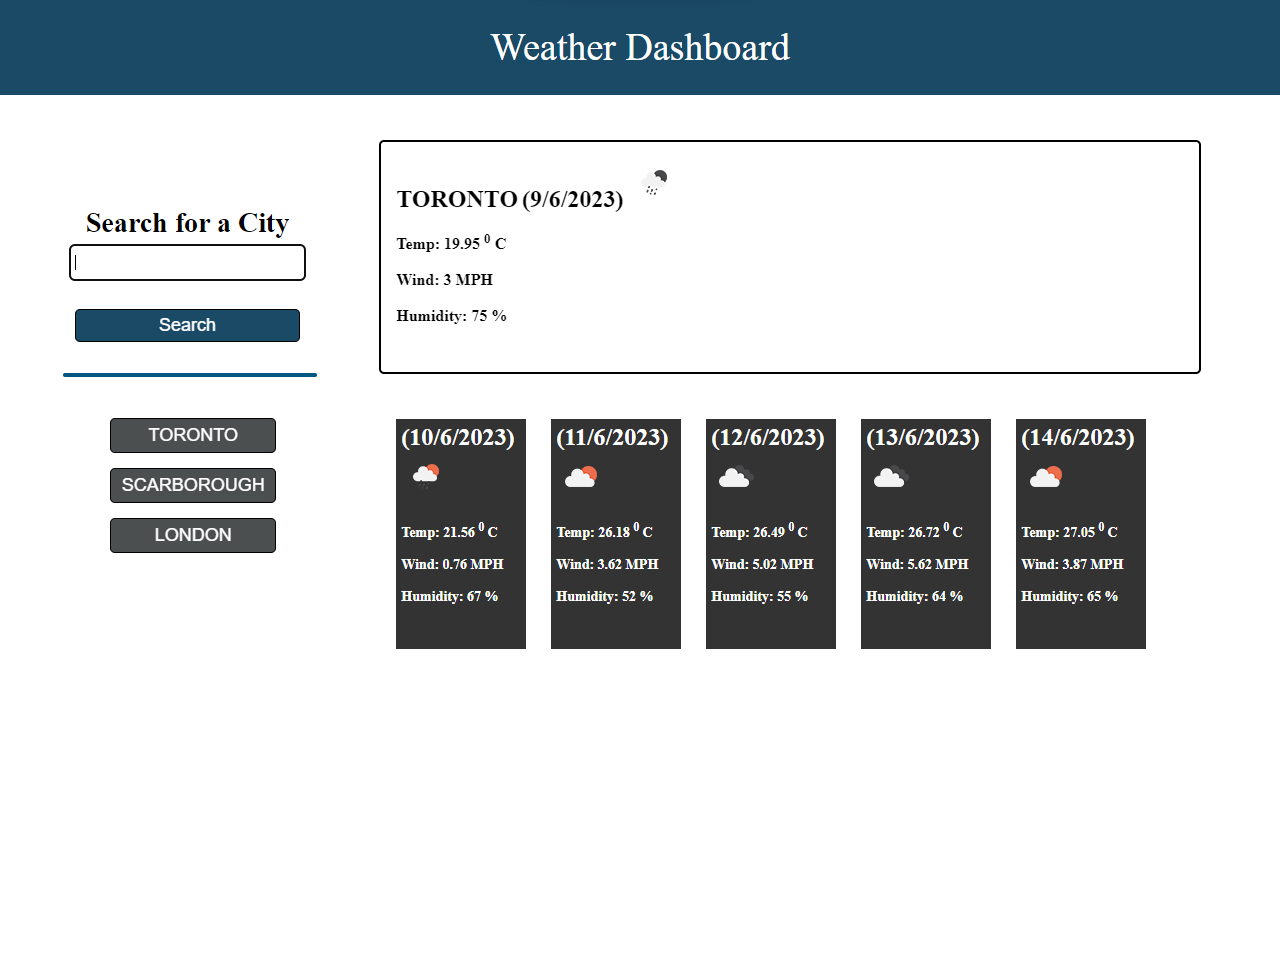 Weather Dashboard
Search for a City
Search
TORONTO
SCARBOROUGH
LONDON
TORONTO (9/6/2023)
Temp: 19.95 0 C
Wind: 3 MPH
Humidity: 75 %
(10/6/2023)
Temp: 21.56 0 C
Wind: 0.76 MPH
Humidity: 67 %
(11/6/2023)
Temp: 26.18 0 C
Wind: 3.62 MPH
Humidity: 52 %
(12/6/2023)
Temp: 26.49 0 C
Wind: 5.02 MPH
Humidity: 55 %
(13/6/2023)
Temp: 26.72 0 C
Wind: 5.62 MPH
Humidity: 64 %
(14/6/2023)
Temp: 27.05 0 C
Wind: 3.87 MPH
Humidity: 65 %